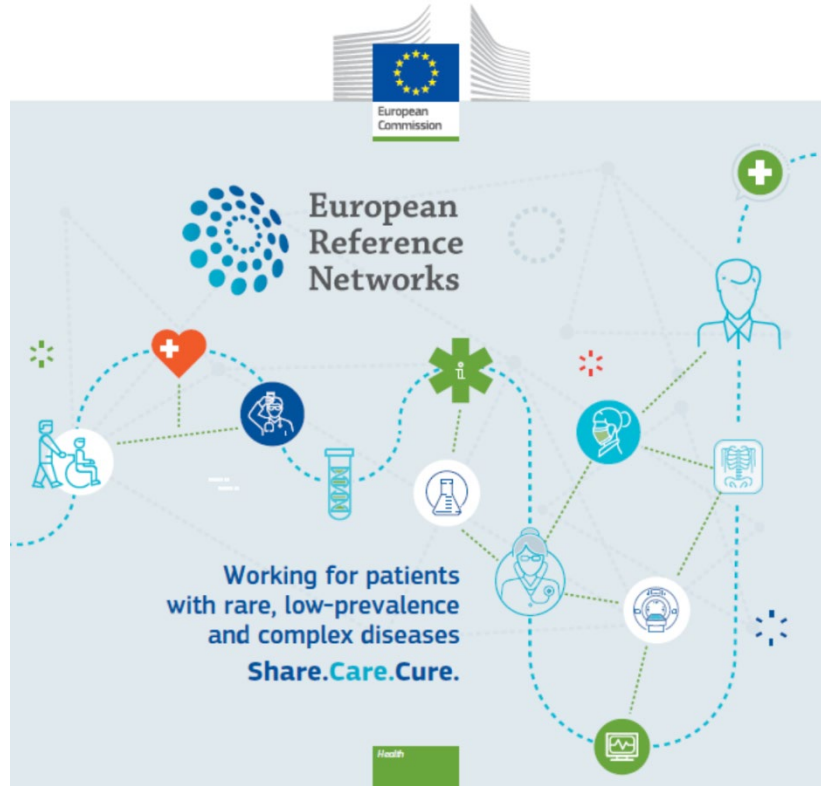 European
Commission
European
Reference
Networks
Working for patients
with rare, low-prevalence
and complex diseases
Share.Care.Cure.
Health